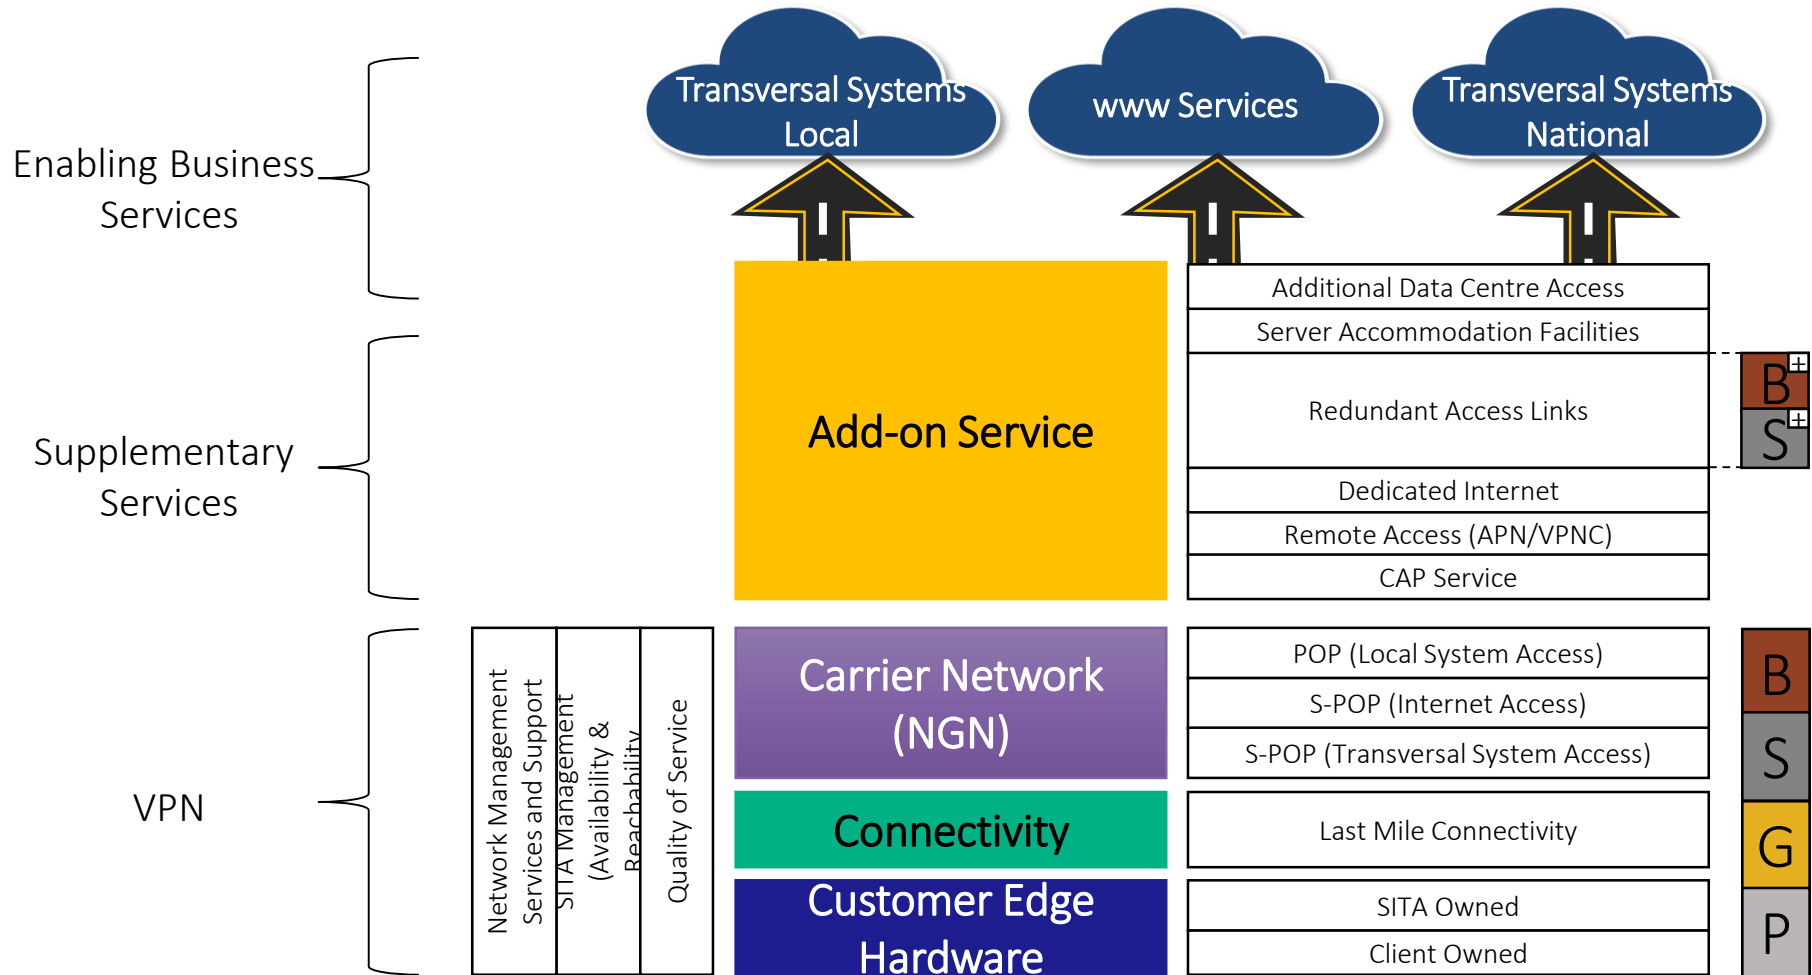 Transversal Systems
Local
www Services
Transversal Systems
National
Enabling Business
Services
Additional Data Centre Access
Server Accommodation Facilities
Redundant Access Links
Dedicated Internet
Remote Access (APN/VPNC)
CAP Service
Add-on Service
Supplementary
Services
B
+
S
+
VPN
Network Management
Services and Support
SITA Management
(Availability &
Reachability
Quality of Service
Carrier Network
(NGN)
POP (Local System Access)
S-POP (Internet Access)
S-POP (Transversal System Access)
Connectivity
Last Mile Connectivity
Customer Edge
Hardware
SITA Owned
Client Owned
B
S
G
P